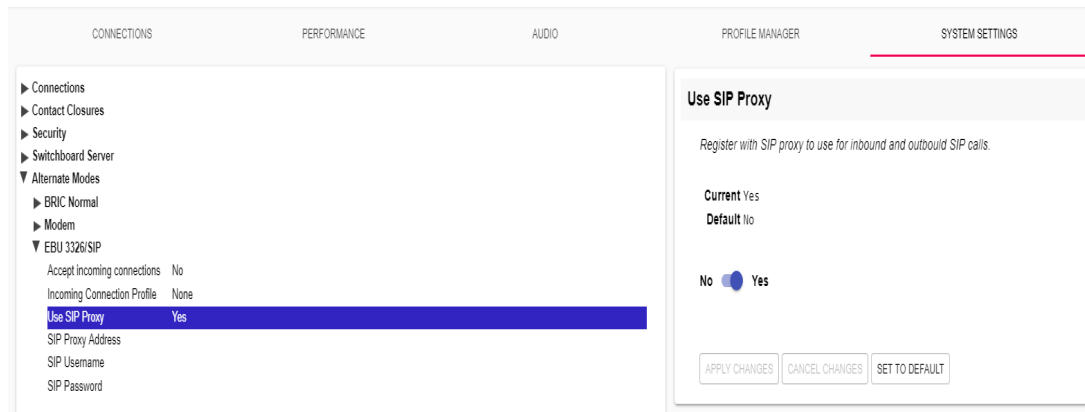 CONNECTIONS PERFORMANCE AUDIO PROFILE MANAGER SYSTEM SETTINGS
Connections
Contact Closures
Security
Switchboard Server
Alternate Modes
BRIC Normal
Modem
EBU 3326/SIP
Accept incoming connections No
Incoming Connection Profile None
Use SIP Proxy Yes
SIP Proxy Address
SIP Username
SIP Password
Use SIP Proxy
Register with SIP proxy to use for inbound and outbould SIP calls.
Current Yes
Default No
No Yes
APPLY CHANGES CANCEL CHANGES SET TO DEFAULT